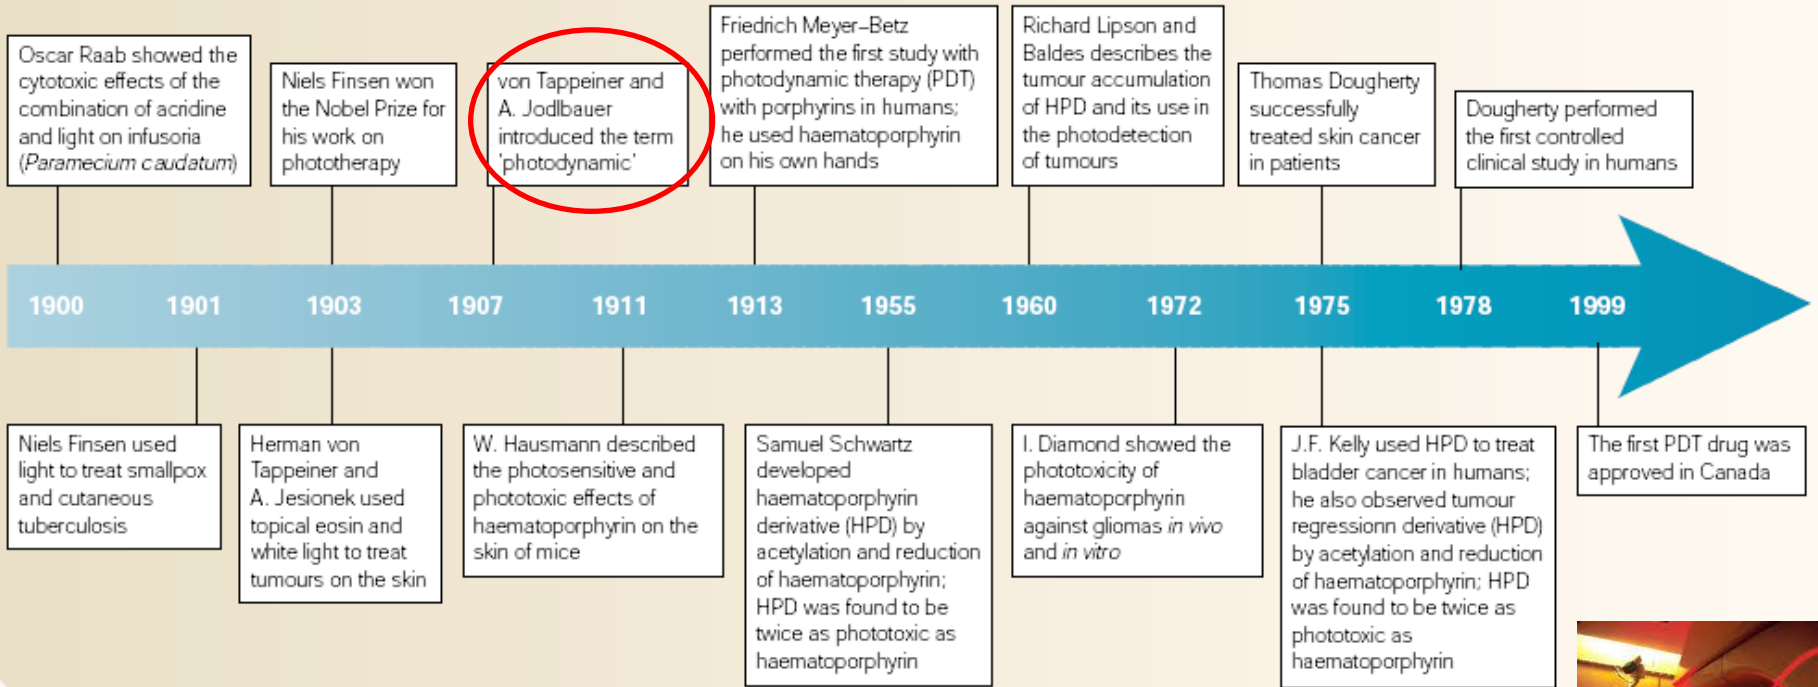 Oscar Raab showed the
cytotoxic effects of the
combination of acridine
and light on infusoria
(Paramecium caudatum)
Niels Finsen won
the Nobel Prize for
his work on
phototherapy
von Tappeiner and
A. Jodlbauer
introduced the term
'photodynamic'
Friedrich Meyer–Betz
performed the first study with
photodynamic therapy (PDT)
with porphyrins in humans;
he used haematoporphyrin
on his own hands
Richard Lipson and
Baldes describes the
tumour accumulation
of HPD and its use in
the photodetection
of tumours
Thomas Dougherty
successfully
treated skin cancer
in patients
Dougherty performed
the first controlled
clinical study in humans
1900 1901 1903 1907 1911 1913 1955 1960 1972 1975 1978 1999
Niels Finsen used
light to treat smallpox
and cutaneous
tuberculosis
Herman von
Tappeiner and
A. Jesionek used
topical eosin and
white light to treat
tumours on the skin
W. Hausmann described
the photosensitive and
phototoxic effects of
haematoporphyrin on the
skin of mice
Samuel Schwartz
developed
haematoporphyrin
derivative (HPD) by
acetylation and reduction
of haematoporphyrin;
HPD was found to be
twice as phototoxic as
haematoporphyrin
I. Diamond showed the
phototoxicity of
haematoporphyrin
against gliomas in vivo
and in vitro
J.F. Kelly used HPD to treat
bladder cancer in humans;
he also observed tumour
regressionn derivative (HPD)
by acetylation and reduction
of haematoporphyrin; HPD
was found to be twice as
phototoxic as
haematoporphyrin
The first PDT drug was
approved in Canada